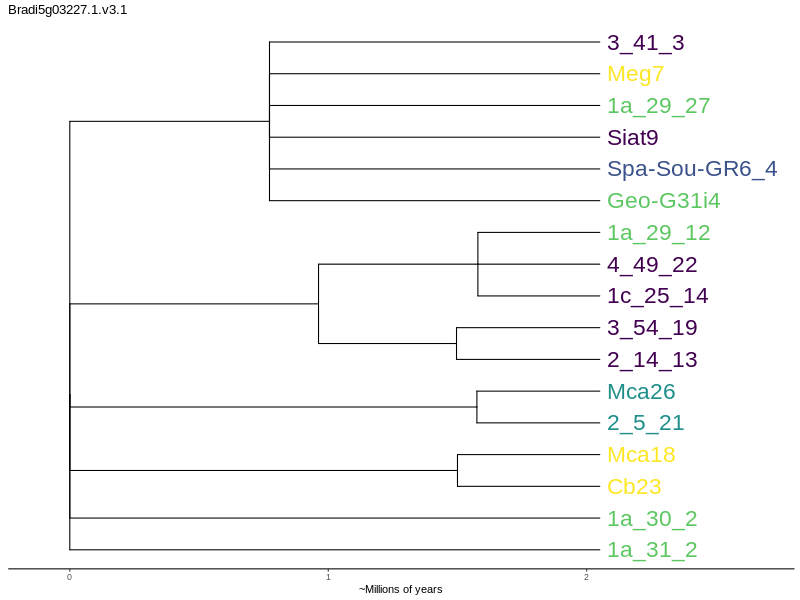 Bradi5g03227.1.v3.1
3_41_3
Meg7
1a_29_27
Siat9
Spa-Sou-GR6_4
Geo-G31i4
1a_29_12
4_49_22
1c_25_14
3_54_19
2_14_13
Mca26
2_5_21
Mca18
Cb23
1a_30_2
1a_31_2
0 1 2
~Millions of years